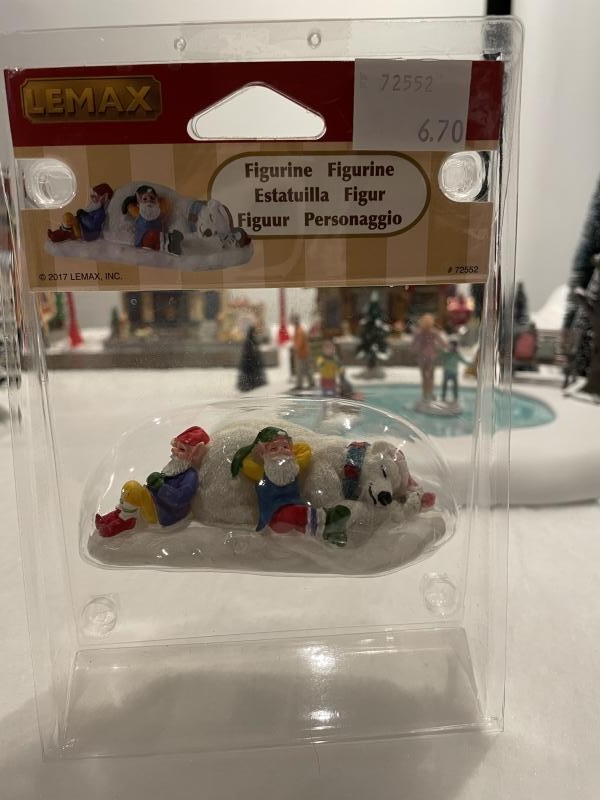 LEMAX
72552
6.70
Figurine Figurine
Estatuilla Figur
Figuur Personaggio
© 2017 LEMAX, INC.
# 72552